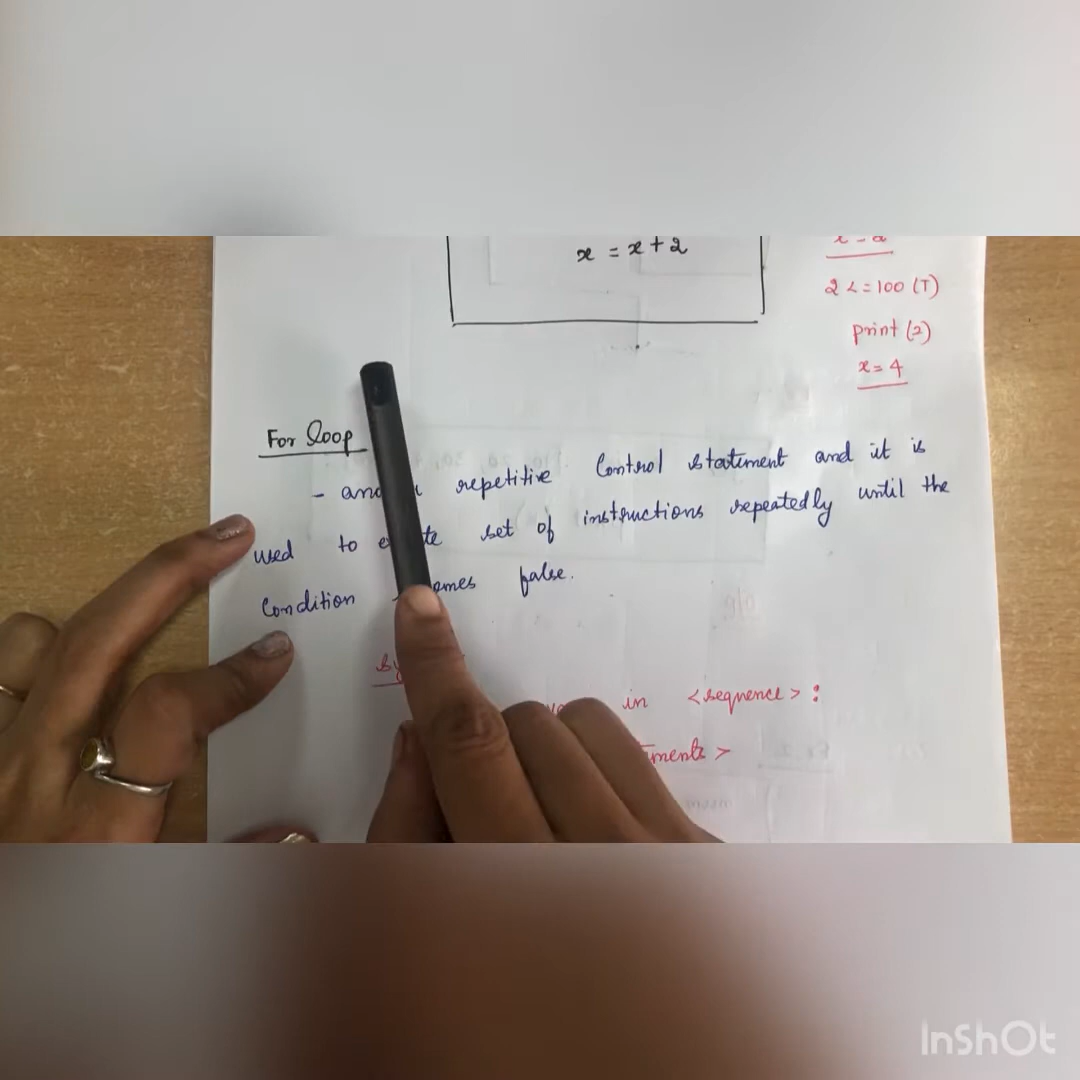 x = x + 2
2 <= 100 (T)
print (2)
x = 4
For loop
- repetitive Control statement and it is
used to set of instructions repeatedly until the
Condition false.
in <sequence> :
>
InShOt